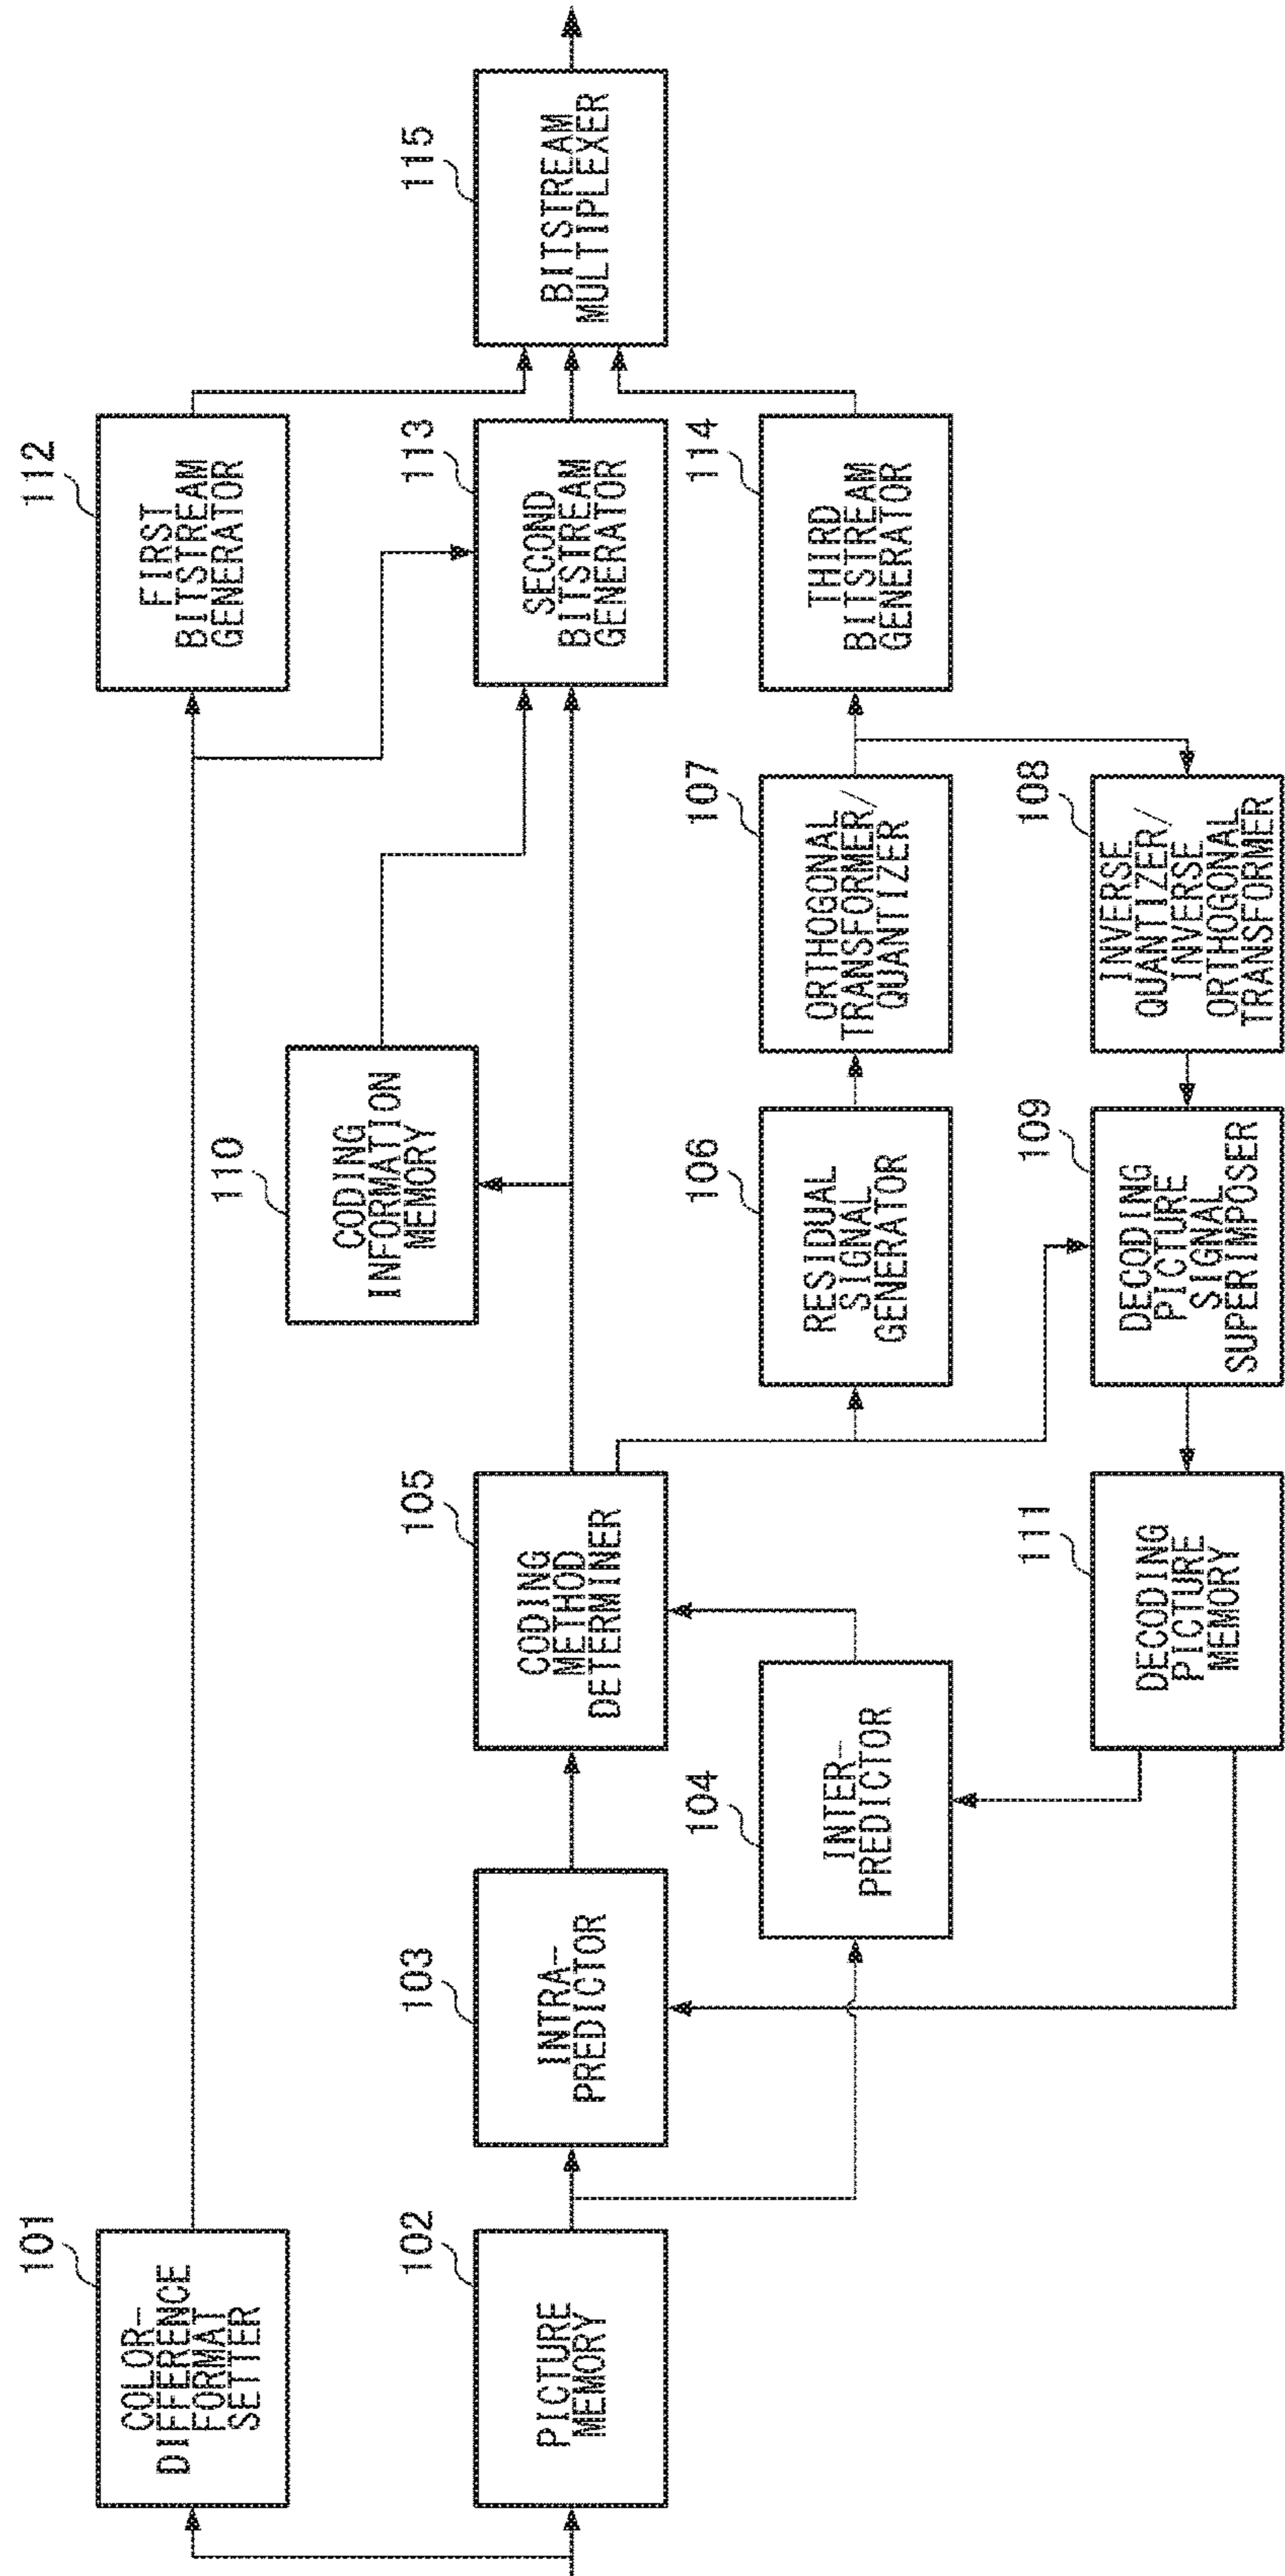 101
COLOR-
DIFFERENCE
FORMAT
SETTER
112
FIRST
BITSTREAM
GENERATOR
110
CODING
INFORMATION
MEMORY
102
PICTURE
MEMORY
103
INTRA-
PREDICTOR
105
CODING
METHOD
DETERMINER
113
SECOND
BITSTREAM
GENERATOR
115
BITSTREAM
MULTIPLEXER
104
INTER-
PREDICTOR
106
RESIDUAL
SIGNAL
GENERATOR
107
ORTHOGONAL
TRANSFORMER/
QUANTIZER
114
THIRD
BITSTREAM
GENERATOR
111
DECODING
PICTURE
MEMORY
109
DECODING
PICTURE
SIGNAL
SUPERIMPOSER
108
INVERSE
QUANTIZER/
INVERSE
ORTHOGONAL
TRANSFORMER